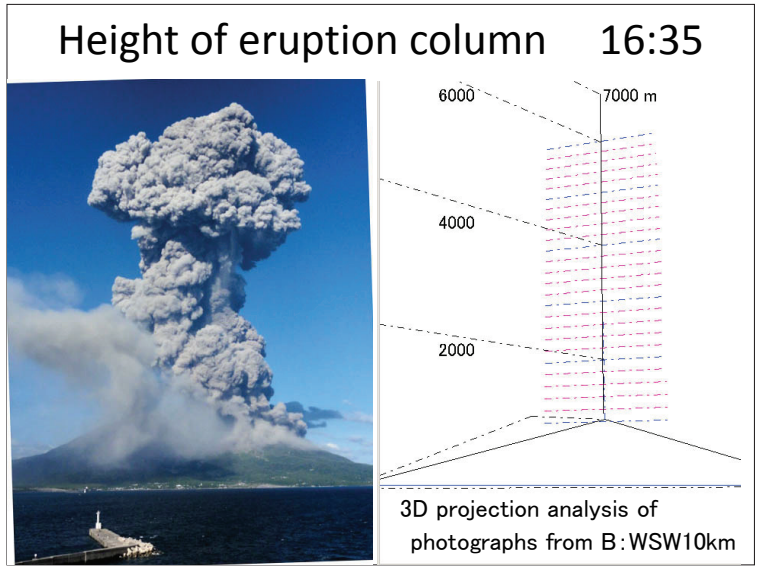 Height of eruption column 16:35
6000
7000 m
4000
2000
3D projection analysis of
photographs from B:WSW10km